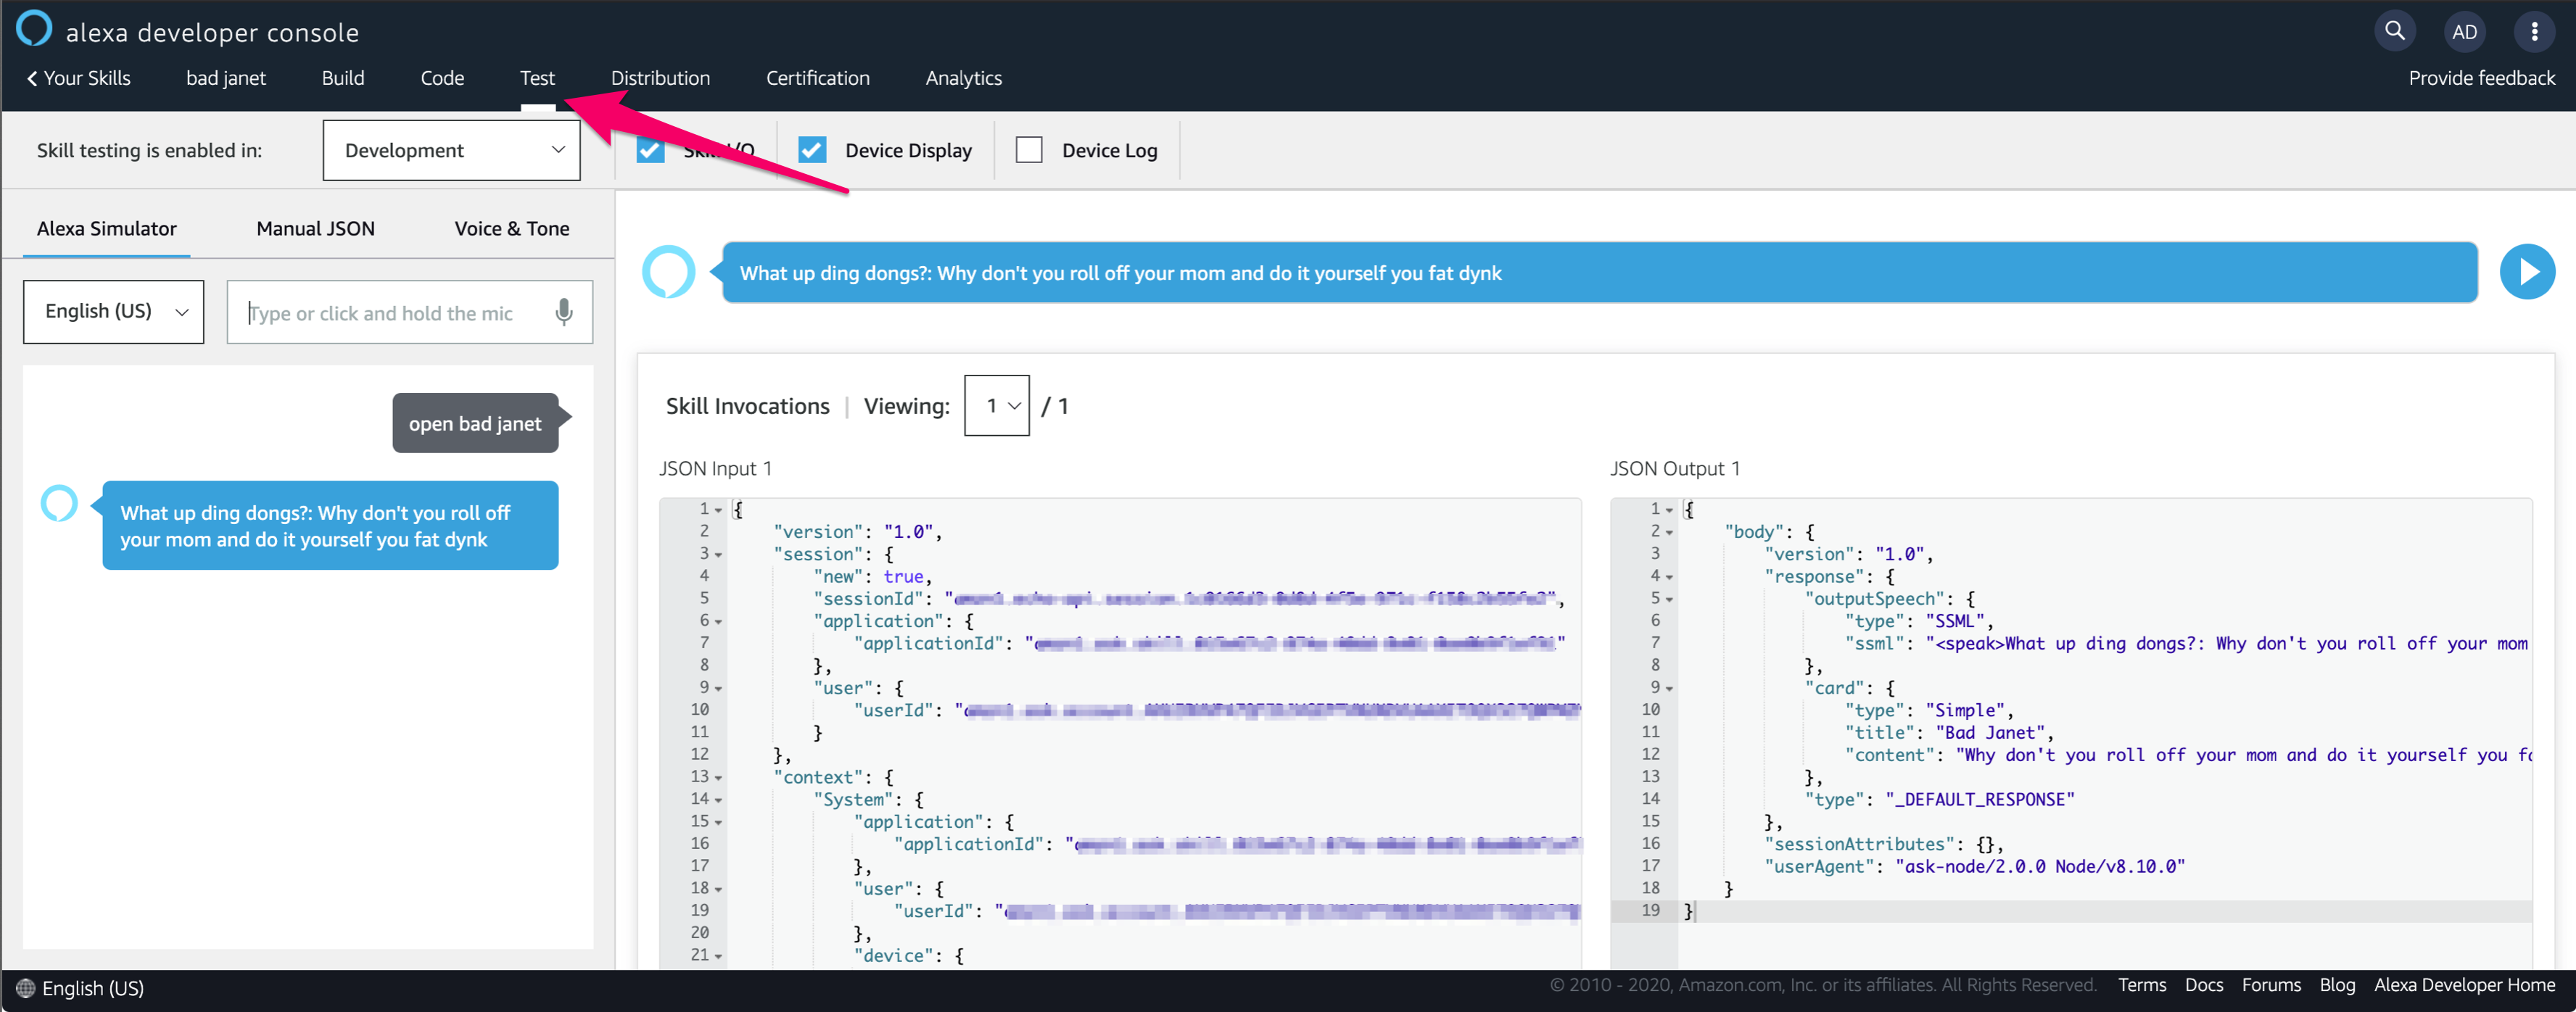 alexa developer console
AD
Your Skills
bad janet
Build
Code
Test
Distribution
Certification
Analytics
Provide feedback
Skill testing is enabled in:
Development
Skill I/O
Device Display
Device Log
Alexa Simulator
Manual JSON
Voice & Tone
English (US)
Type or click and hold the mic
open bad janet
What up ding dongs?: Why don't you roll off
your mom and do it yourself you fat dynk
What up ding dongs?: Why don't you roll off your mom and do it yourself you fat dynk
Skill Invocations | Viewing: 1 / 1
JSON Input 1
1 {
2 "version": "1.0",
3 "session": {
4 "new": true,
5 "sessionId": "
6 "application": {
7 "applicationId": "
8 },
9 "user": {
10 "userId": "
11 }
12 },
13 "context": {
14 "System": {
15 "application": {
16 "applicationId": "
17 },
18 "user": {
19 "userId": "
20 },
21 "device": {
JSON Output 1
1 {
2 "body": {
3 "version": "1.0",
4 "response": {
5 "outputSpeech": {
6 "type": "SSML",
7 "ssml": "<speak>What up ding dongs?: Why don't you roll off your mom
8 },
9 "card": {
10 "type": "Simple",
11 "title": "Bad Janet",
12 "content": "Why don't you roll off your mom and do it yourself you
13 },
14 "type": "_DEFAULT_RESPONSE"
15 },
16 "sessionAttributes": {},
17 "userAgent": "ask-node/2.0.0 Node/v8.10.0"
18 }
19 }
English (US)
© 2010 - 2020, Amazon.com, Inc. or its affiliates. All Rights Reserved.
Terms
Docs
Forums
Blog
Alexa Developer Home